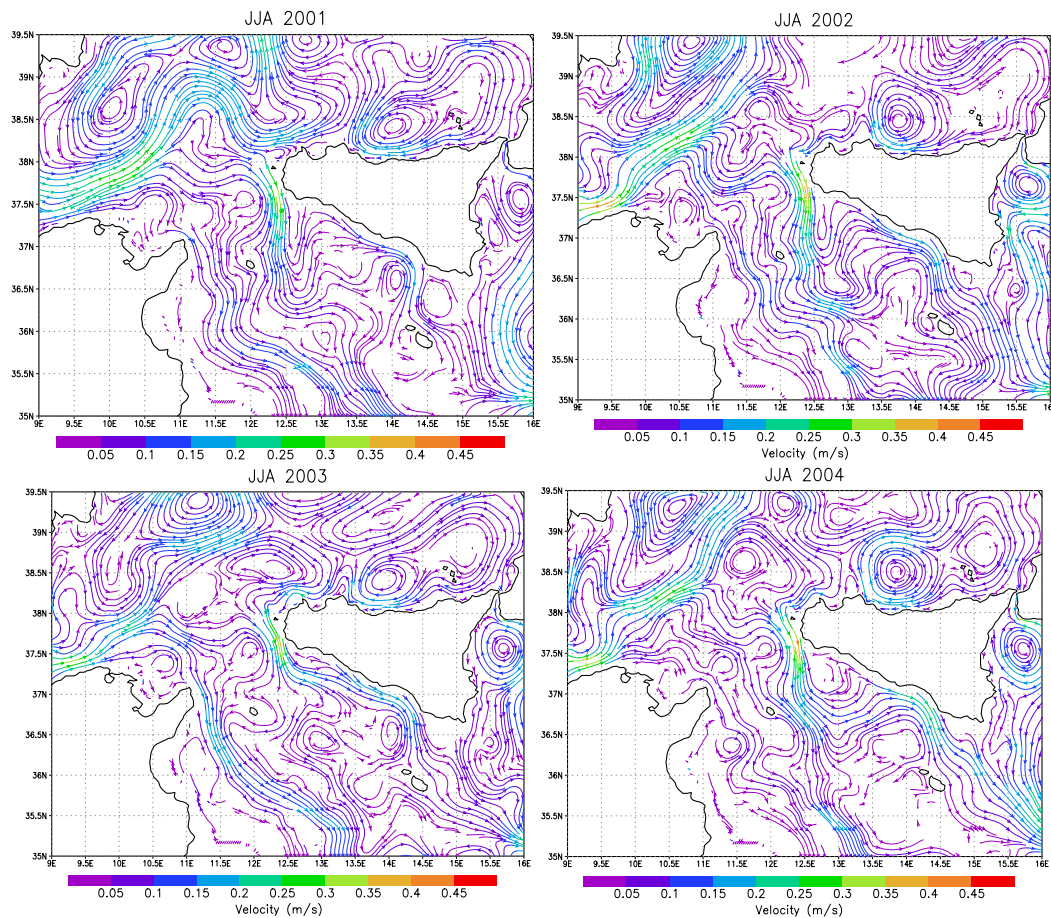 JJA 2001
39.5N
39N
38.5N
38N
37.5N
37N
36.5N
36N
35.5N
35N
9E 9.5E 10E 10.5E 11E 11.5E 12E 12.5E 13E 13.5E 14E 14.5E 15E 15.5E 16E
0.05 0.1 0.15 0.2 0.25 0.3 0.35 0.4 0.45
JJA 2002
39.5N
39N
38.5N
38N
37.5N
37N
36.5N
36N
35.5N
35N
9E 9.5E 10E 10.5E 11E 11.5E 12E 12.5E 13E 13.5E 14E 14.5E 15E 15.5E 16E
0.05 0.1 0.15 0.2 0.25 0.3 0.35 0.4 0.45
Velocity (m/s)
JJA 2003
39.5N
39N
38.5N
38N
37.5N
37N
36.5N
36N
35.5N
35N
9E 9.5E 10E 10.5E 11E 11.5E 12E 12.5E 13E 13.5E 14E 14.5E 15E 15.5E 16E
0.05 0.1 0.15 0.2 0.25 0.3 0.35 0.4 0.45
Velocity (m/s)
JJA 2004
39.5N
39N
38.5N
38N
37.5N
37N
36.5N
36N
35.5N
35N
9E 9.5E 10E 10.5E 11E 11.5E 12E 12.5E 13E 13.5E 14E 14.5E 15E 15.5E 16E
0.05 0.1 0.15 0.2 0.25 0.3 0.35 0.4 0.45
Velocity (m/s)